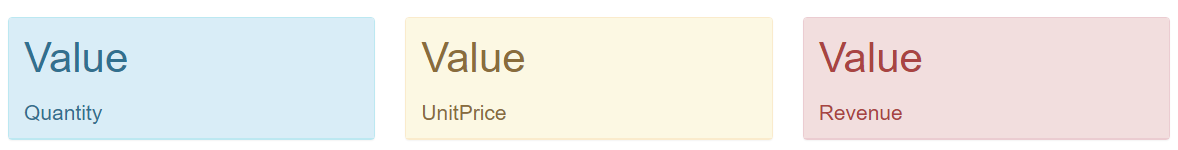 Value
Quantity
Value
UnitPrice
Value
Revenue